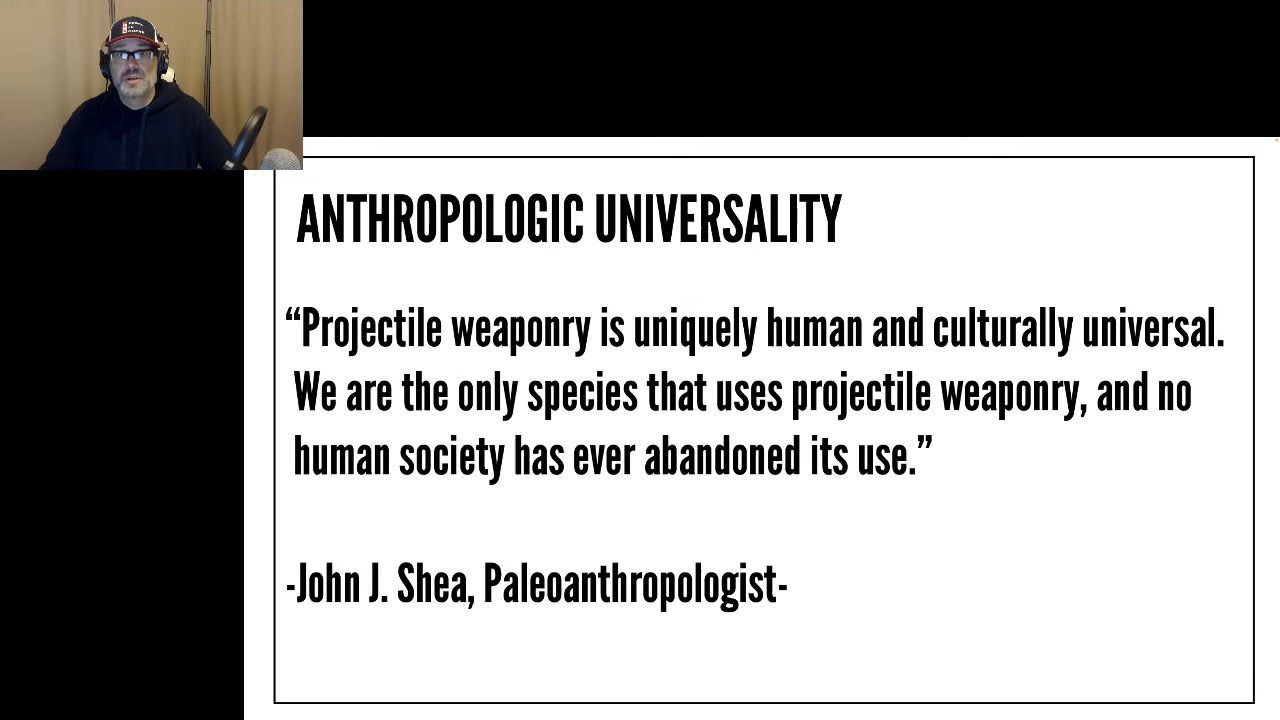 ANTHROPOLOGIC UNIVERSALITY
“Projectile weaponry is uniquely human and culturally universal.
We are the only species that uses projectile weaponry, and no
human society has ever abandoned its use.”
-John J. Shea, Paleoanthropologist-